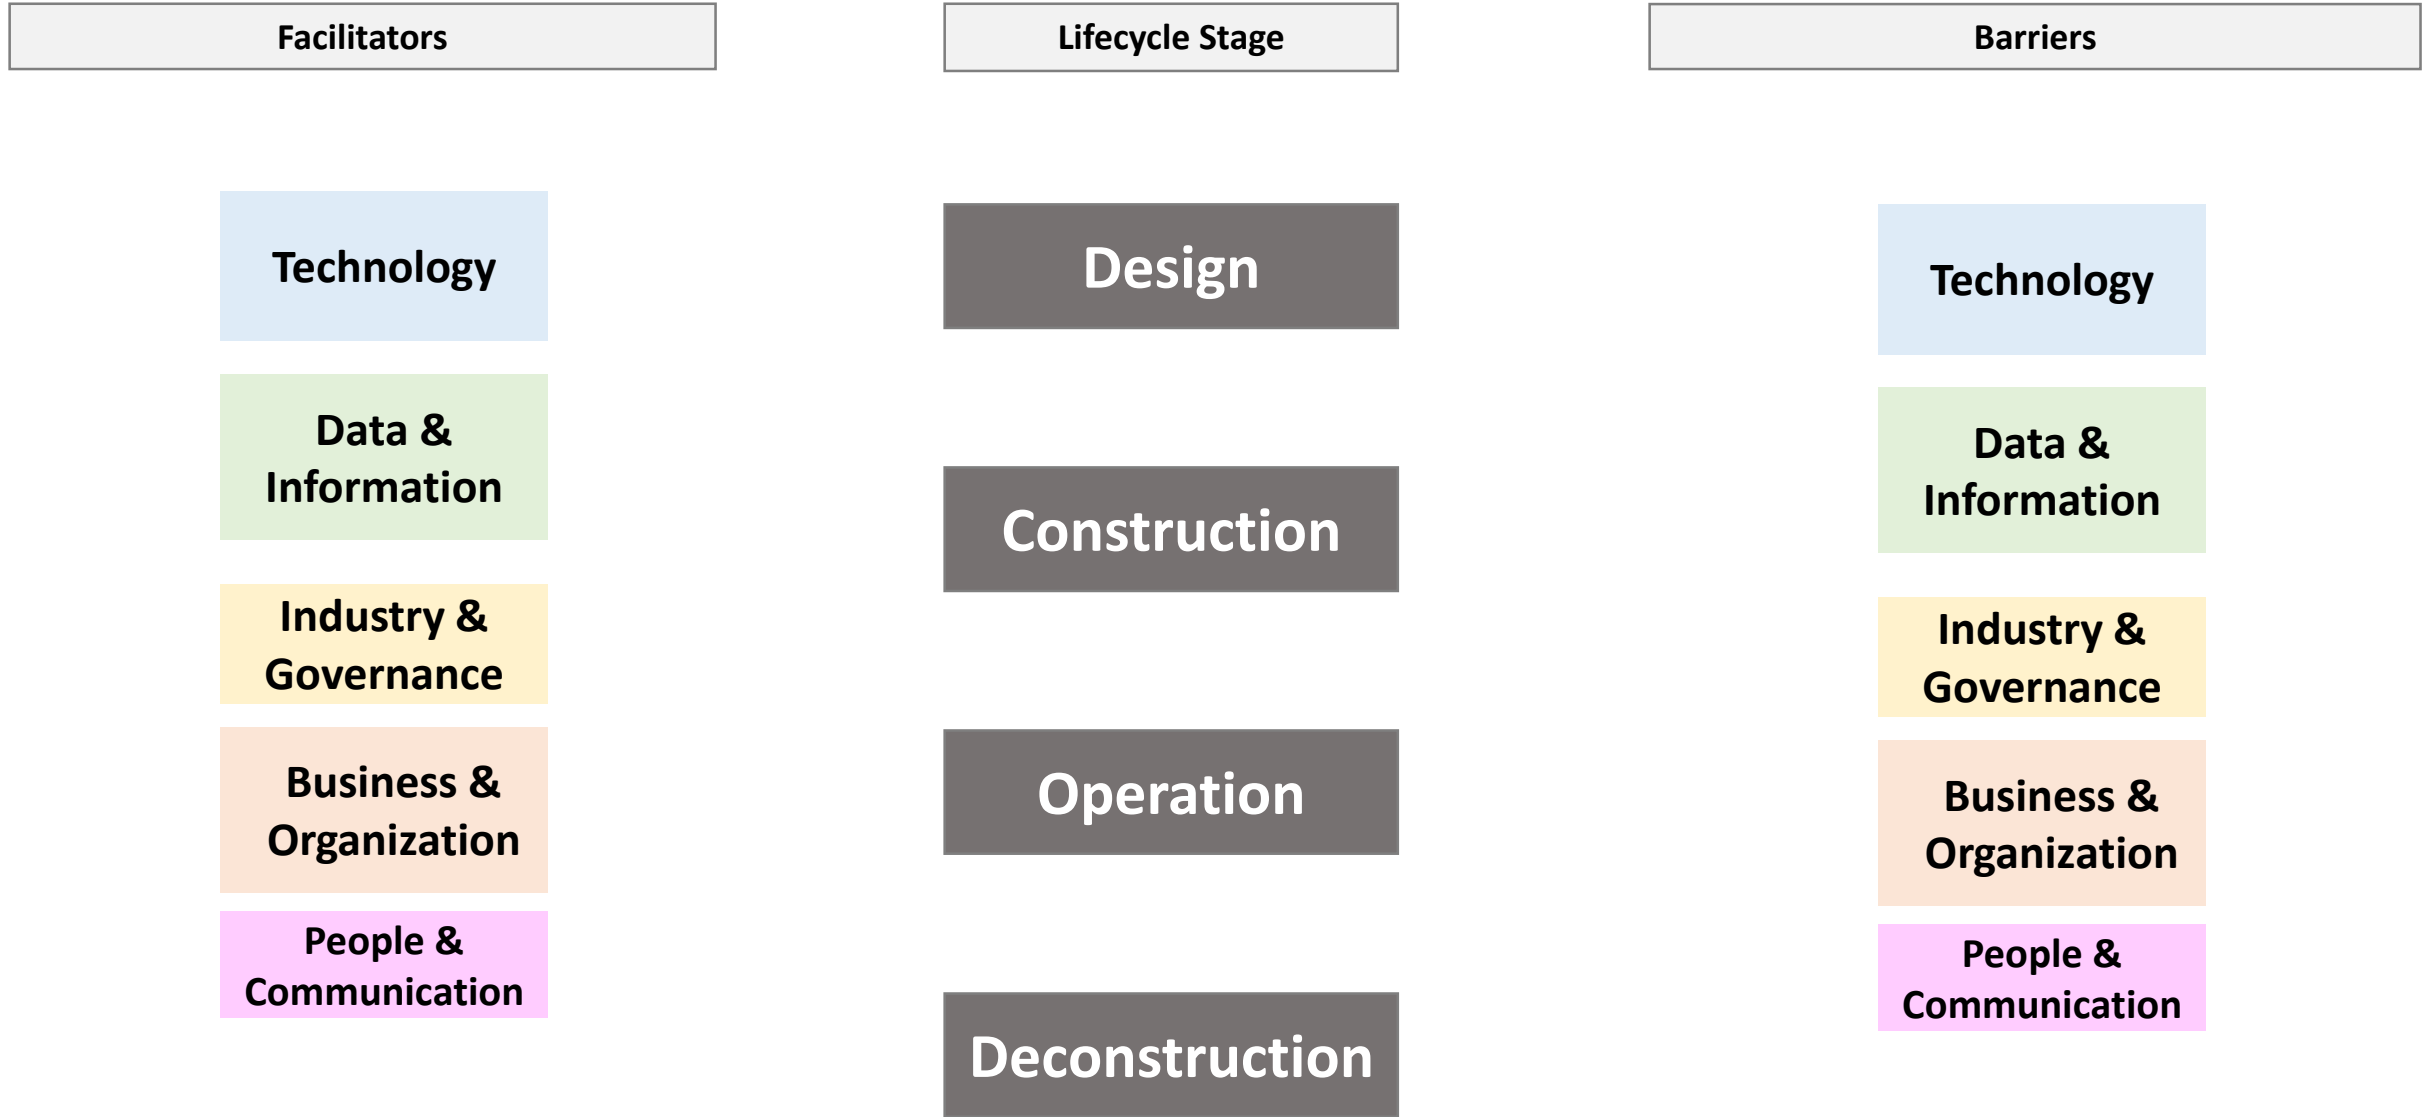 Facilitators
Lifecycle Stage
Barriers
Technology
Data &
Information
Industry &
Governance
Business &
Organization
People &
Communication
Design
Construction
Operation
Deconstruction
Technology
Data &
Information
Industry &
Governance
Business &
Organization
People &
Communication